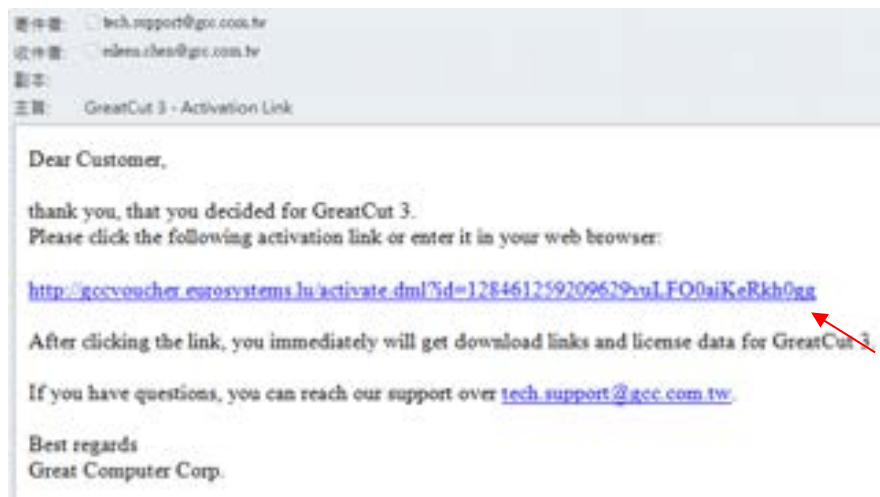 寄件者: tech.support@gcc.com.tw
收件者: eileen.chen@gcc.com.tw
副本:
主旨: GreatCut 3 - Activation Link
Dear Customer,
thank you, that you decided for GreatCut 3.
Please click the following activation link or enter it in your web browser:
http://gccvoucher.eurosystems.lu/activate.dml?id=128461259209629vuLFO0aiKeRkh0gg
After clicking the link, you immediately will get download links and license data for GreatCut 3.
If you have questions, you can reach our support over tech.support@gcc.com.tw.
Best regards
Great Computer Corp.